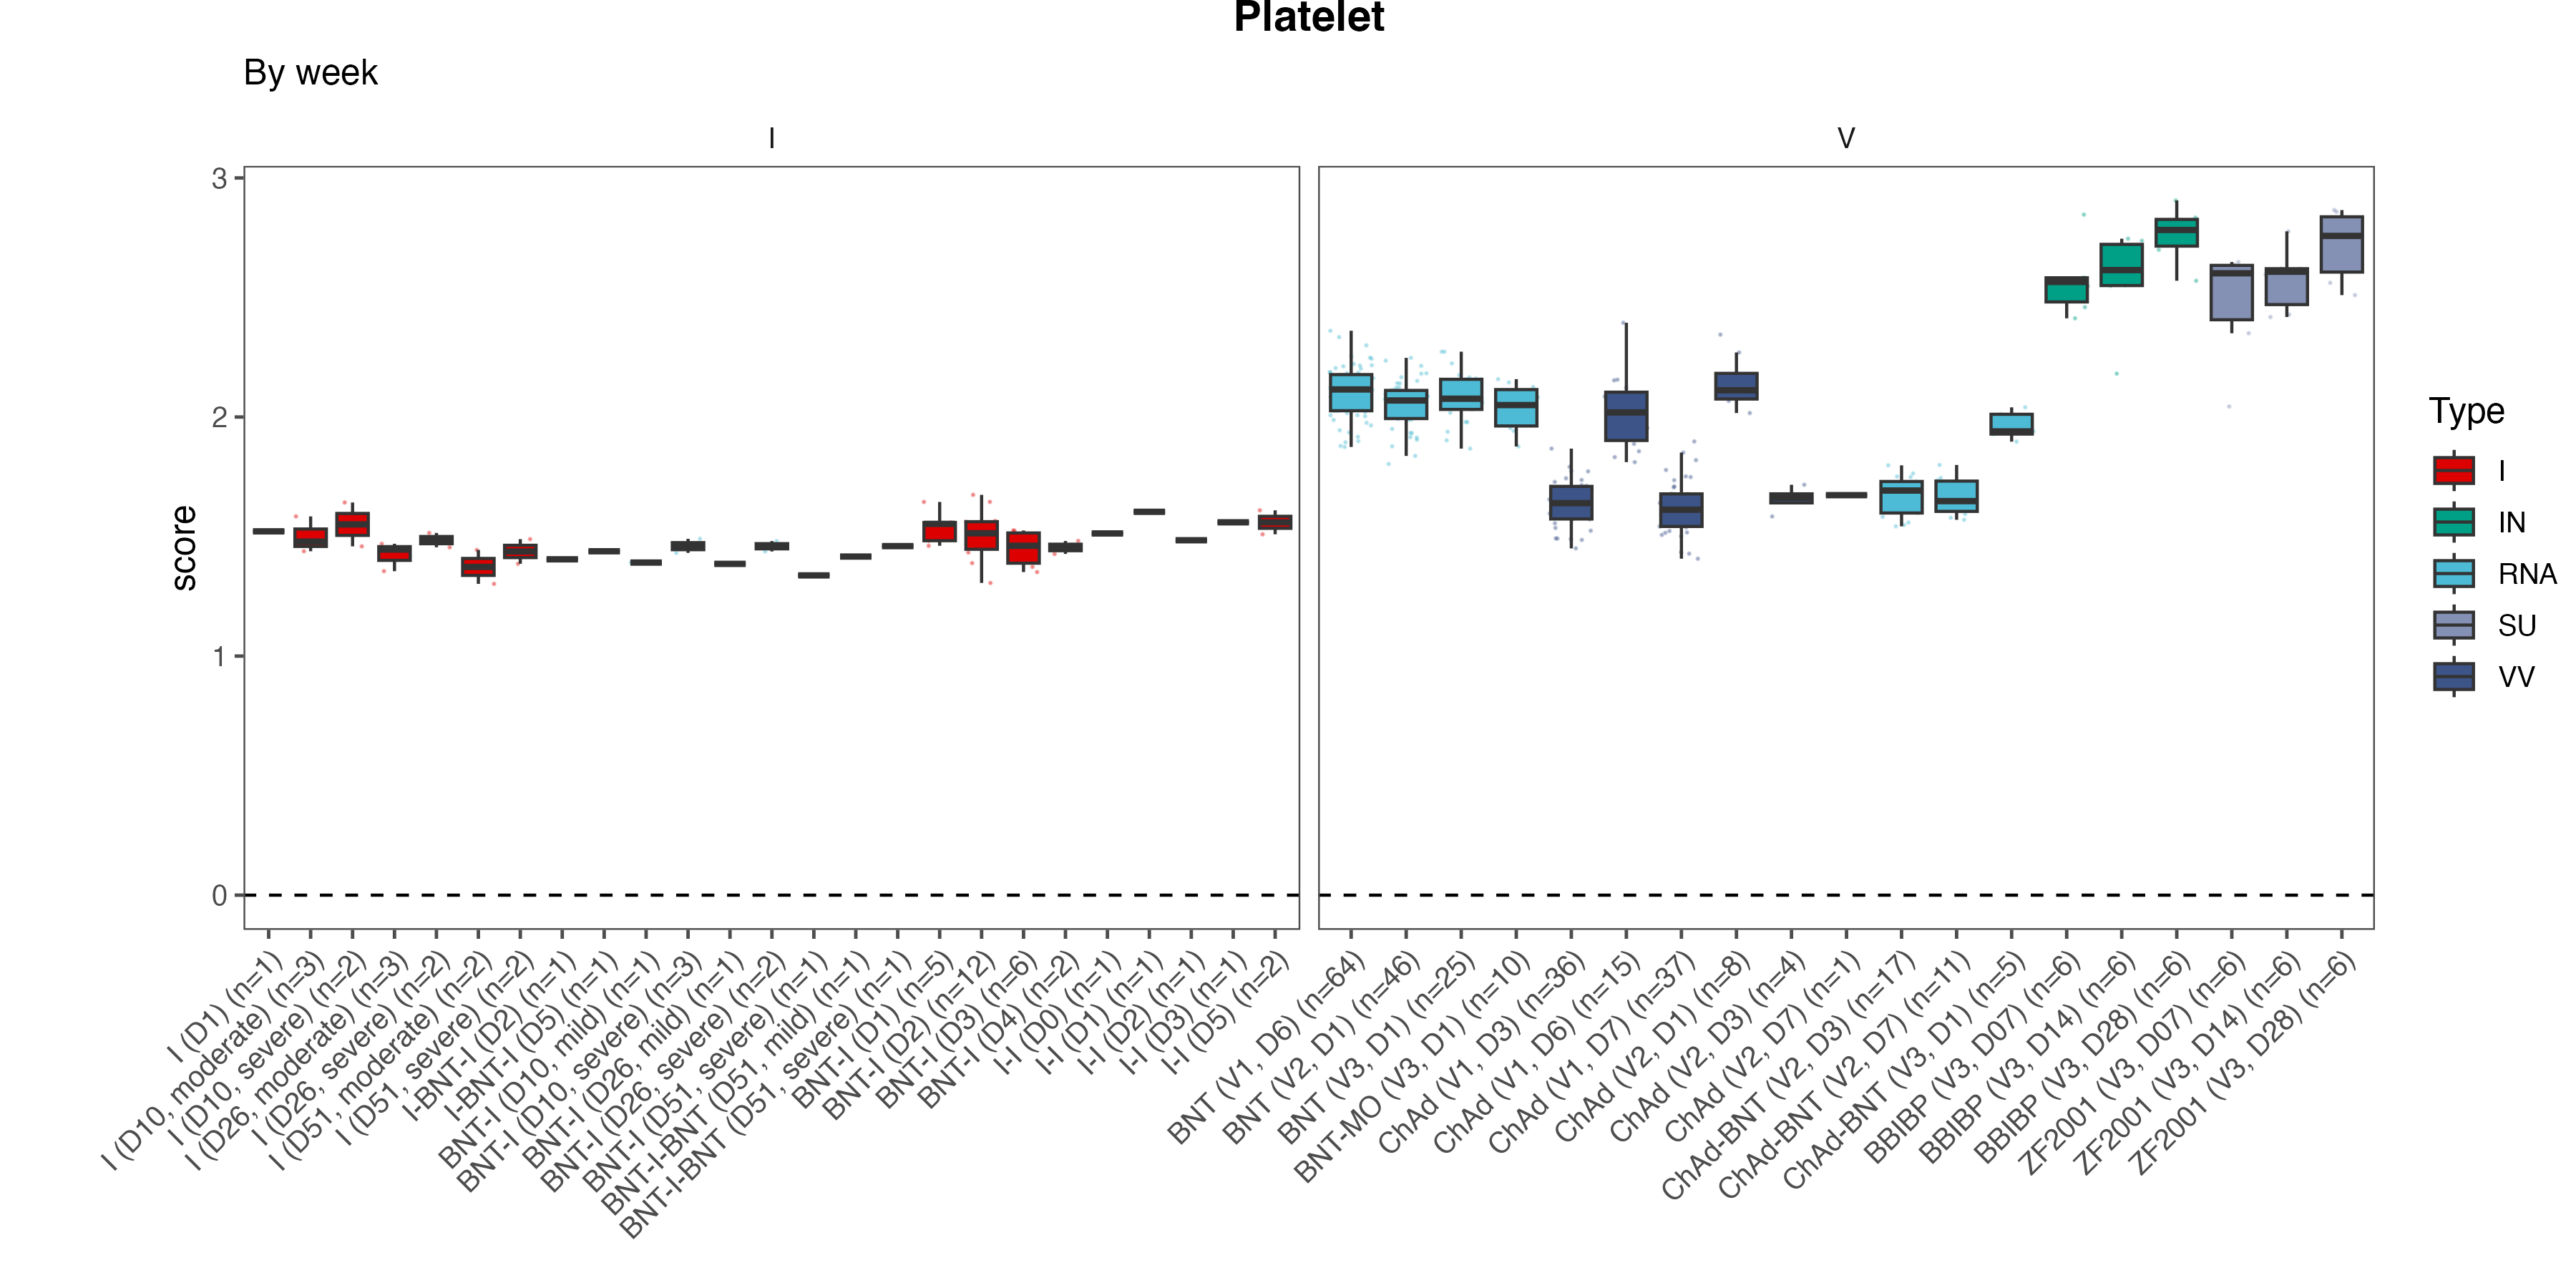 Platelet
By week
I
V
3
2
1
0
score
I (D1) (n=1)
I (D10, moderate) (n=3)
I (D10, severe) (n=2)
I (D26, moderate) (n=3)
I (D26, severe) (n=2)
I (D51, moderate) (n=2)
I (D51, severe) (n=2)
I-BNT-I (D2) (n=1)
I-BNT-I (D5) (n=1)
BNT-I (D10, mild) (n=1)
BNT-I (D10, severe) (n=3)
BNT-I (D26, mild) (n=1)
BNT-I (D26, severe) (n=2)
BNT-I (D51, severe) (n=1)
BNT-I-BNT (D51, mild) (n=1)
BNT-I-BNT (D51, severe) (n=1)
BNT-I (D1) (n=5)
BNT-I (D2) (n=12)
BNT-I (D3) (n=6)
BNT-I (D4) (n=2)
I-I (D0) (n=1)
I-I (D1) (n=1)
I-I (D2) (n=1)
I-I (D3) (n=1)
I-I (D5) (n=2)
BNT (V1, D6) (n=64)
BNT (V2, D1) (n=46)
BNT (V3, D1) (n=25)
BNT-MO (V3, D1) (n=10)
ChAd (V1, D3) (n=36)
ChAd (V1, D6) (n=15)
ChAd (V1, D7) (n=37)
ChAd (V2, D1) (n=8)
ChAd (V2, D3) (n=4)
ChAd (V2, D7) (n=1)
ChAd-BNT (V2, D3) (n=17)
ChAd-BNT (V2, D7) (n=11)
ChAd-BNT (V3, D1) (n=5)
BBIBP (V3, D07) (n=6)
BBIBP (V3, D14) (n=6)
BBIBP (V3, D28) (n=6)
ZF2001 (V3, D07) (n=6)
ZF2001 (V3, D14) (n=6)
ZF2001 (V3, D28) (n=6)
Type
I
IN
RNA
SU
VV